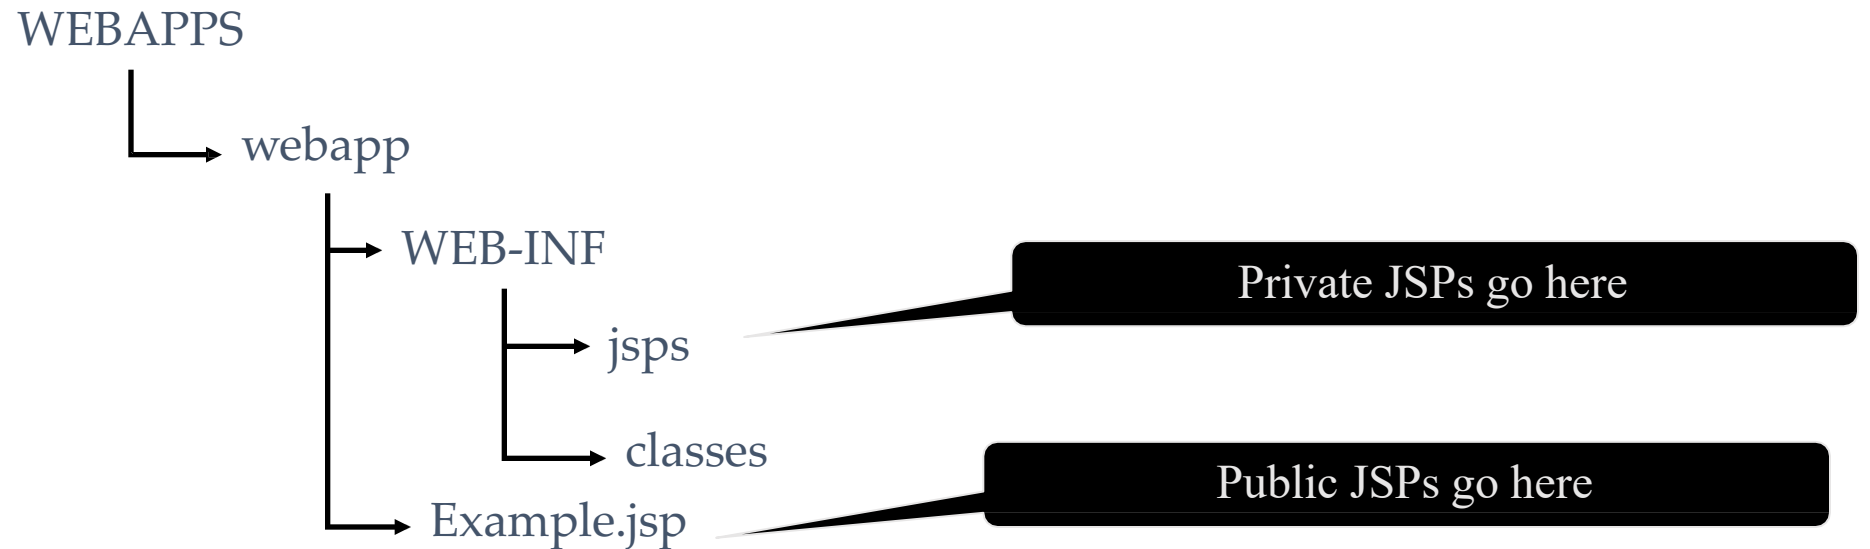 WEBAPPS
webapp
WEB-INF
Private JSPs go here
jsps
classes
Public JSPs go here
Example.jsp